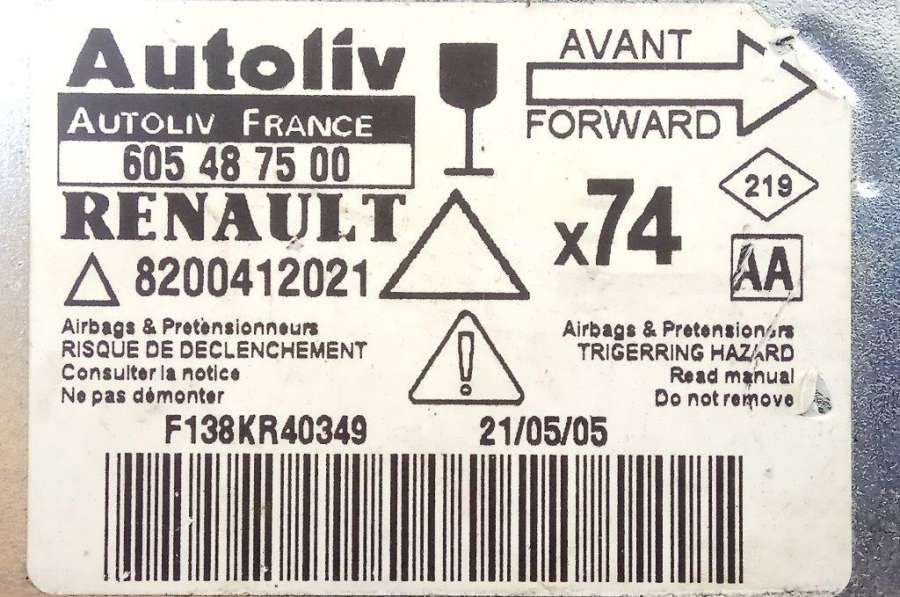 Autoliv
AUTOLIV FRANCE
605 48 75 00
RENAULT
8200412021
AVANT
FORWARD
x74
219
AA
Airbags & Pretensionneurs
RISQUE DE DECLENCHEMENT
Consulter la notice
Ne pas démonter
!
Airbags & Pretensioners
TRIGERRING HAZARD
Read manual
Do not remove
F138KR40349
21/05/05